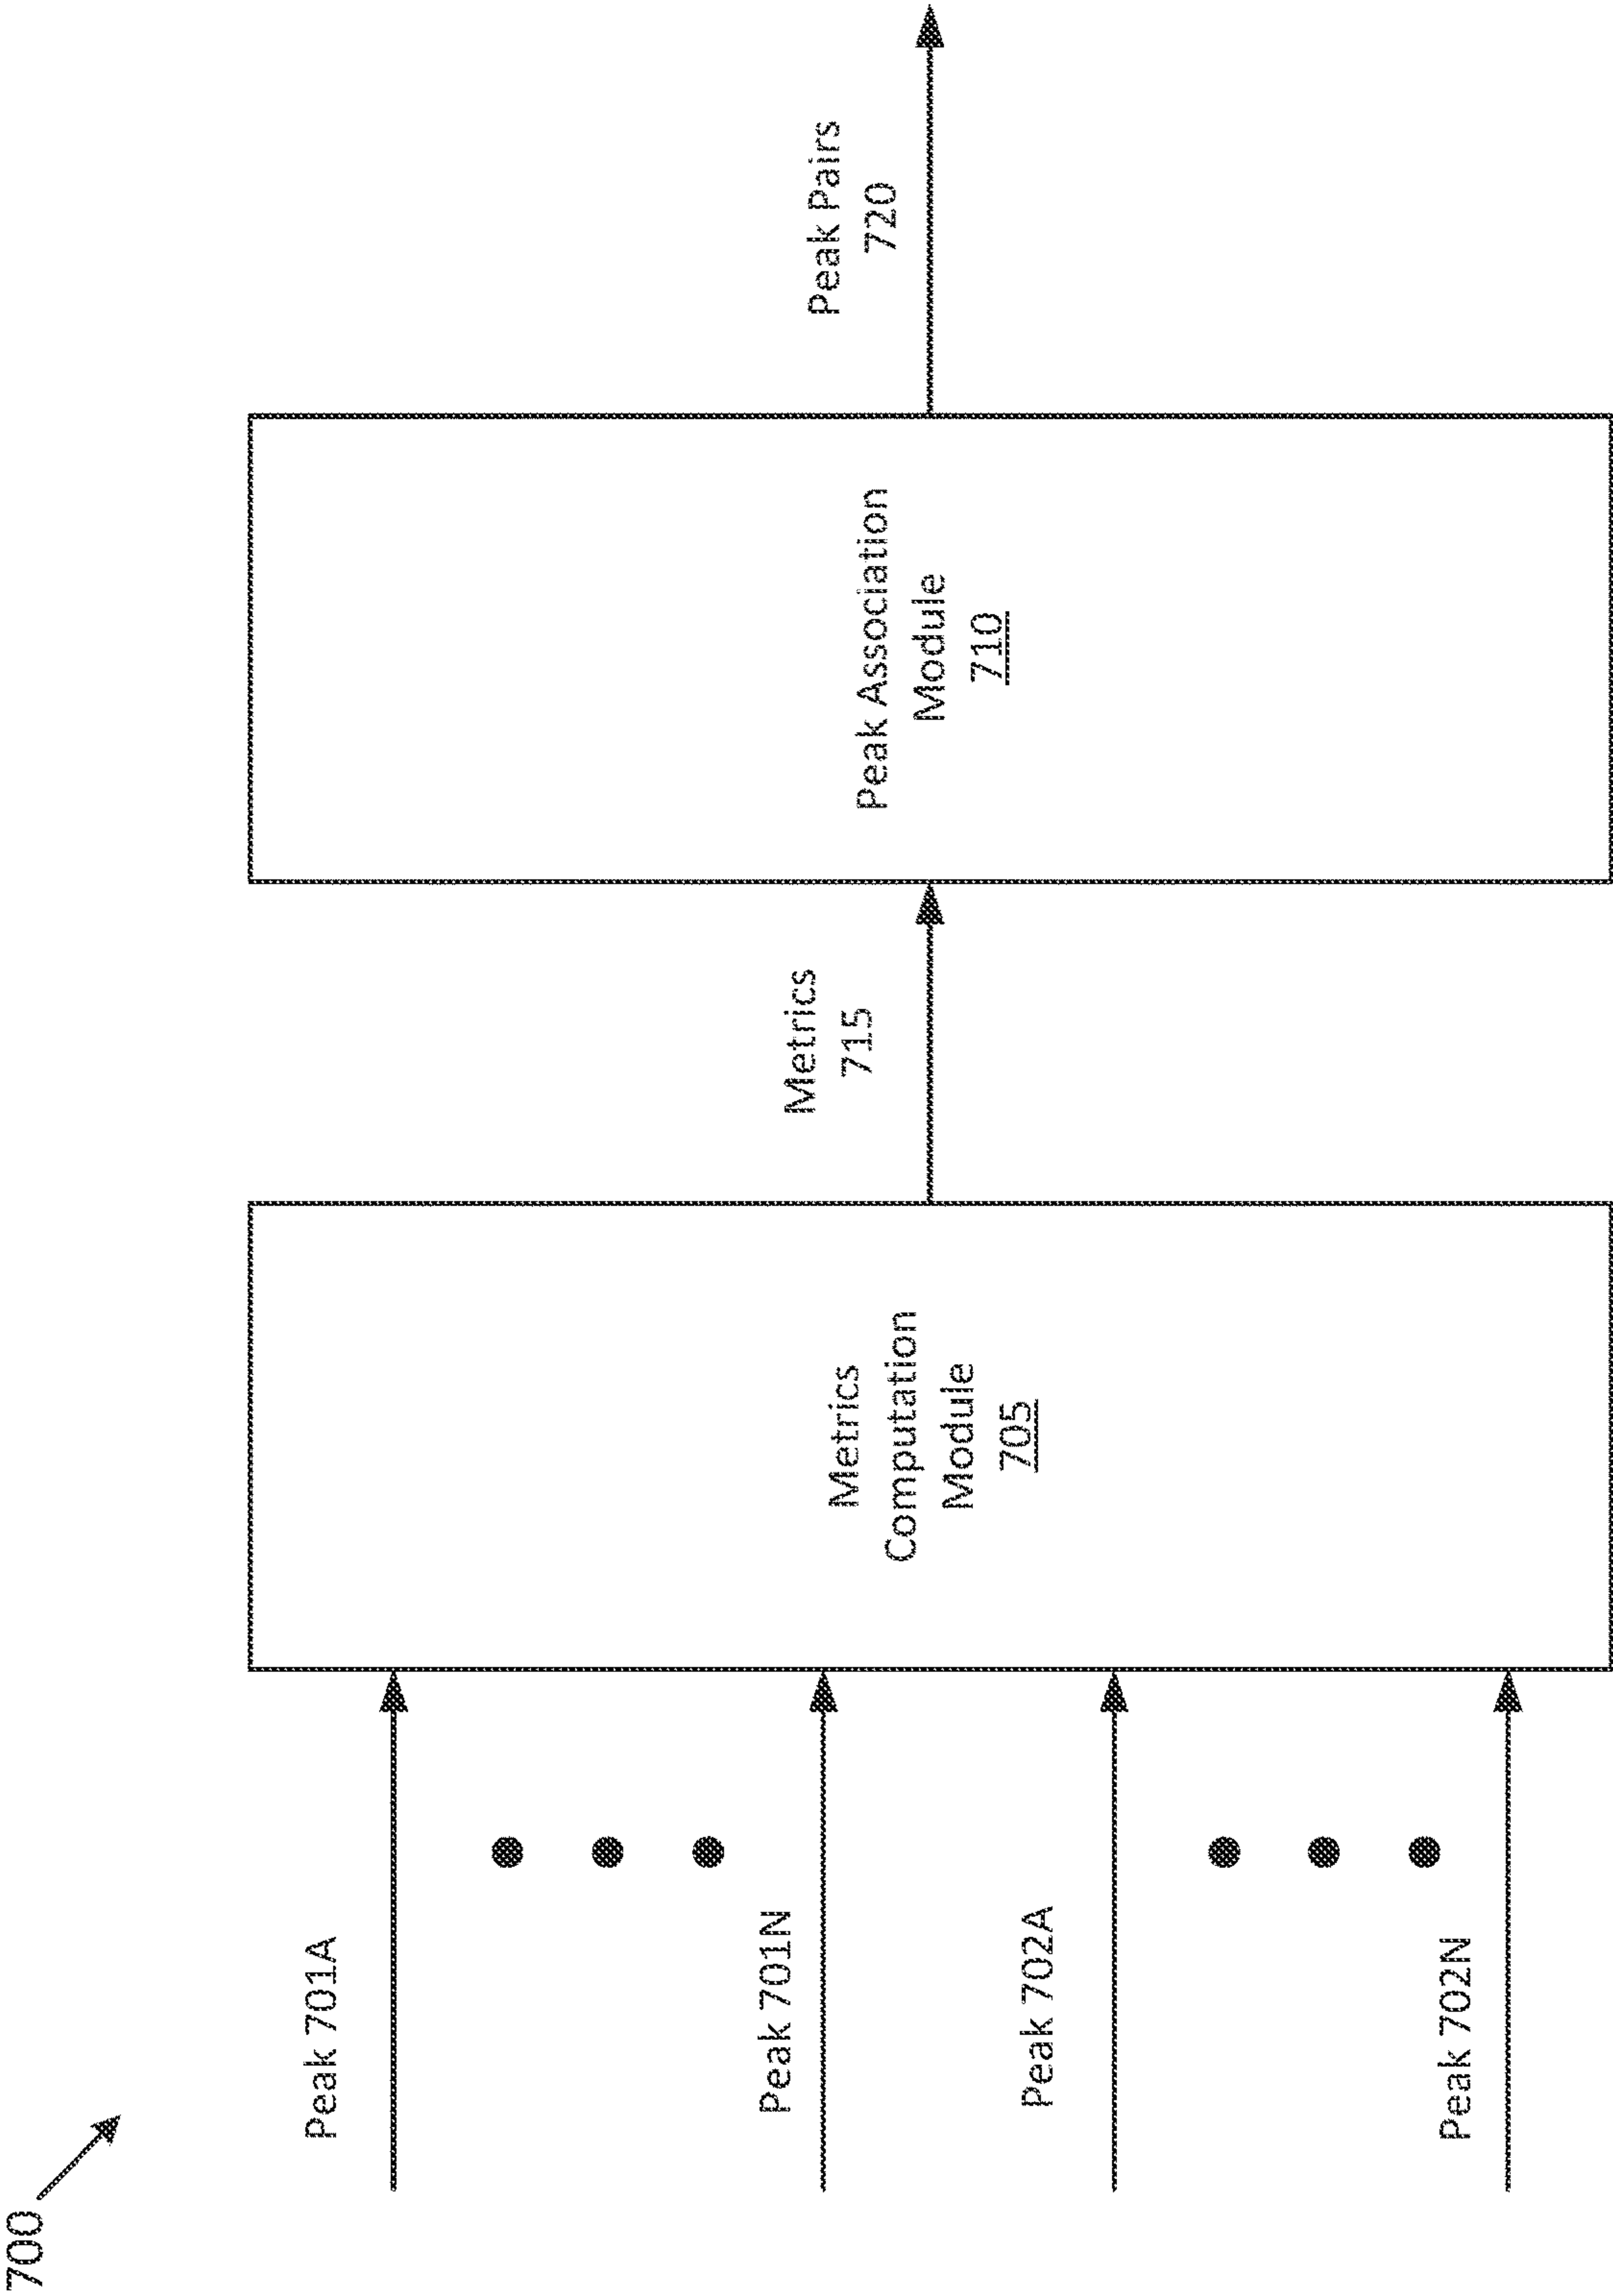 700
Peak 701A
Peak 701N
Peak 702A
Peak 702N
Metrics
Computation
Module
705
Metrics
715
Peak Association
Module
710
Peak Pairs
720